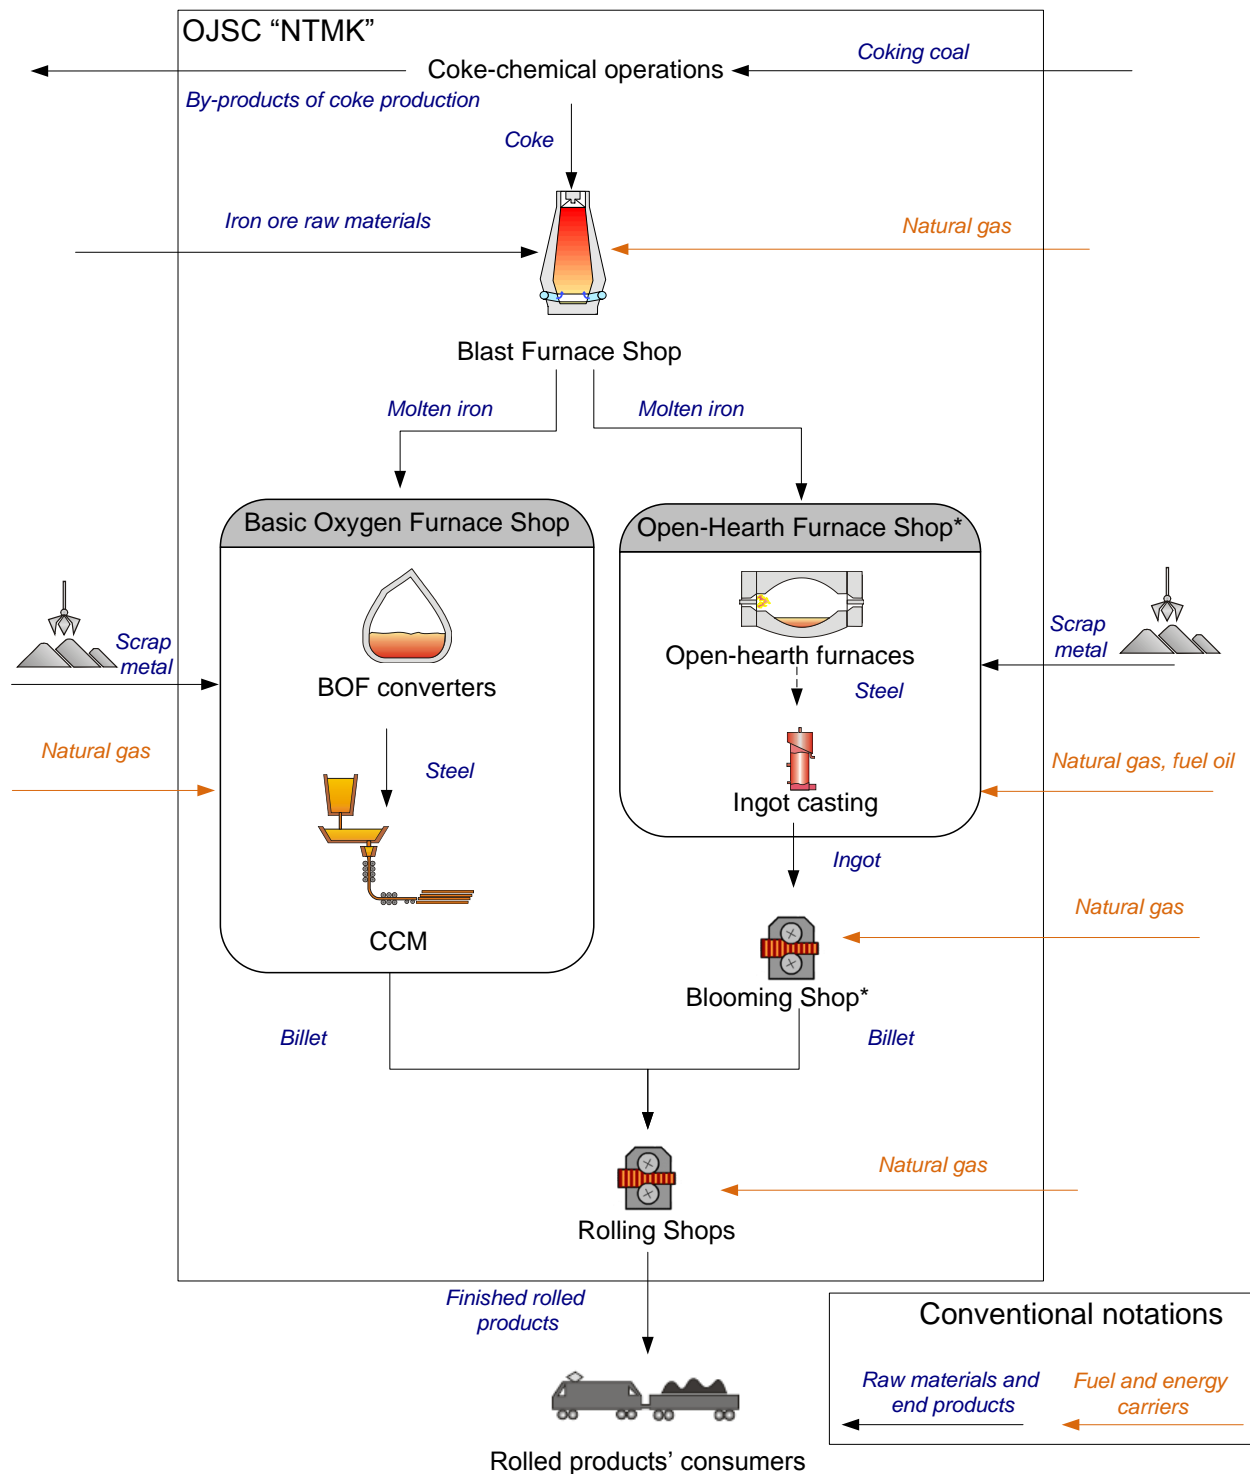 OJSC “NTMK”
Coking coal
Coke-chemical operations
By-products of coke production
Coke
Iron ore raw materials
Natural gas
Blast Furnace Shop
Molten iron
Molten iron
Basic Oxygen Furnace Shop
Open-Hearth Furnace Shop*
Scrap
metal
BOF converters
Open-hearth furnaces
Scrap
metal
Steel
Natural gas
Steel
Natural gas, fuel oil
Ingot casting
CCM
Ingot
Natural gas
Blooming Shop*
Billet
Billet
Natural gas
Rolling Shops
Finished rolled
products
Rolled products’ consumers
Conventional notations
Raw materials and
end products
Fuel and energy
carriers